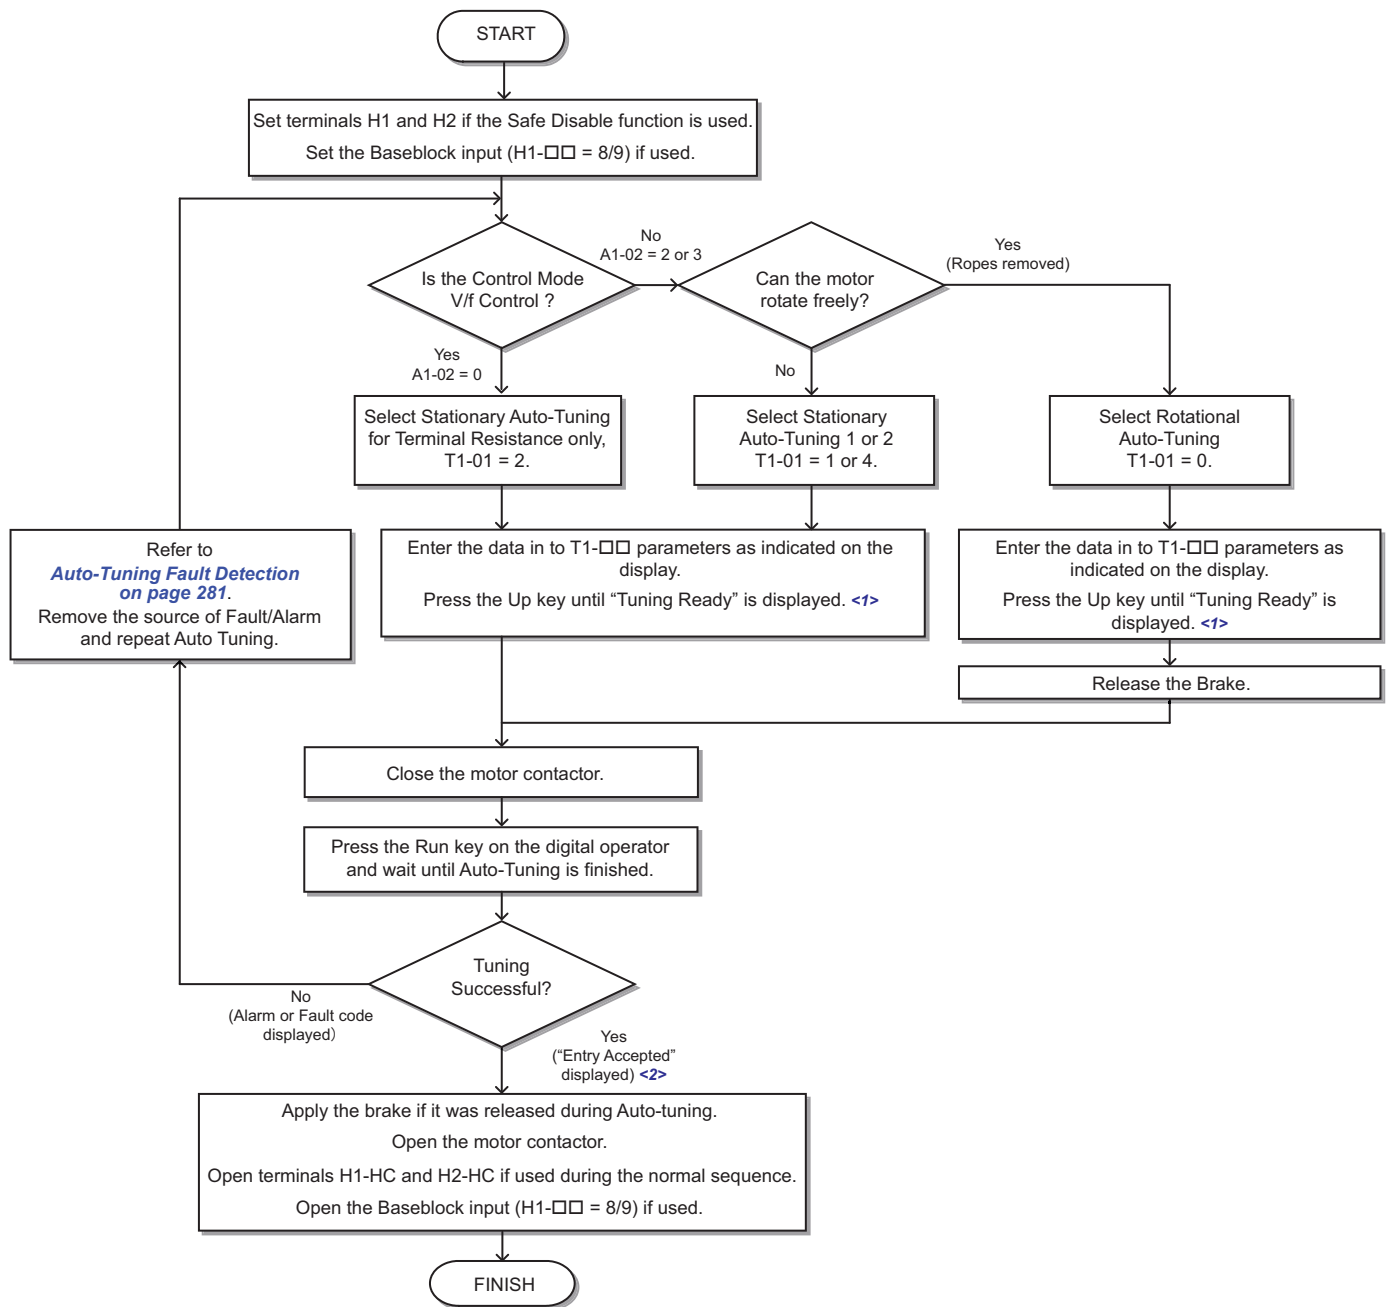 START
Set terminals H1 and H2 if the Safe Disable function is used.
Set the Baseblock input (H1-□□ = 8/9) if used.
Is the Control Mode
V/f Control ?
No
A1-02 = 2 or 3
Can the motor
rotate freely?
Yes
(Ropes removed)
Yes
A1-02 = 0
No
Select Stationary Auto-Tuning
for Terminal Resistance only,
T1-01 = 2.
Select Stationary
Auto-Tuning 1 or 2
T1-01 = 1 or 4.
Select Rotational
Auto-Tuning
T1-01 = 0.
Refer to
Auto-Tuning Fault Detection
on page 281.
Remove the source of Fault/Alarm
and repeat Auto Tuning.
Enter the data in to T1-□□ parameters as indicated on the
display.
Press the Up key until “Tuning Ready” is displayed. <1>
Enter the data in to T1-□□ parameters as
indicated on the display.
Press the Up key until “Tuning Ready” is
displayed. <1>
Release the Brake.
Close the motor contactor.
Press the Run key on the digital operator
and wait until Auto-Tuning is finished.
Tuning
Successful?
No
(Alarm or Fault code
displayed)
Yes
(“Entry Accepted”
displayed) <2>
Apply the brake if it was released during Auto-tuning.
Open the motor contactor.
Open terminals H1-HC and H2-HC if used during the normal sequence.
Open the Baseblock input (H1-□□ = 8/9) if used.
FINISH